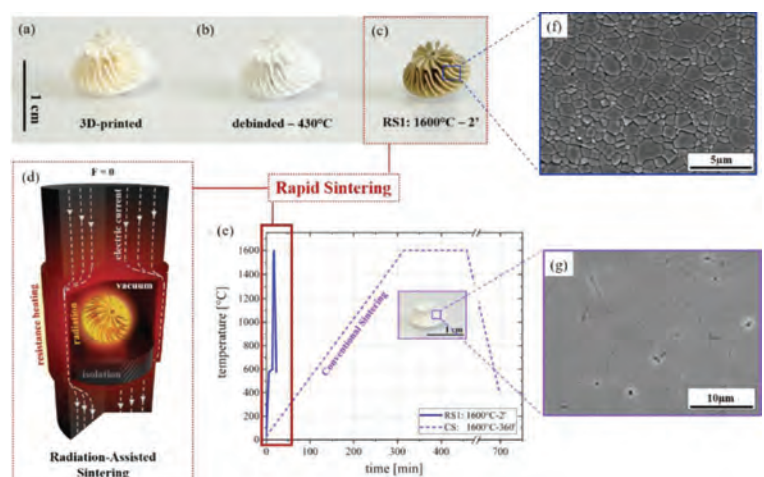 (a)
(b)
(c)
(f)
1 cm
3D-printed
debinded – 430°C
RS1: 1600°C – 2'
5µm
(d)
F = 0
Rapid Sintering
electric current
vacuum
radiation
resistance heating
isolation
Radiation-Assisted
Sintering
(e)
1600
1400
1200
1000
800
600
400
200
0
temperature [°C]
Conventional Sintering
1 cm
RS1: 1600°C-2'
CS: 1600°C-360'
0
100
200
300
400
700
time [min]
(g)
10µm